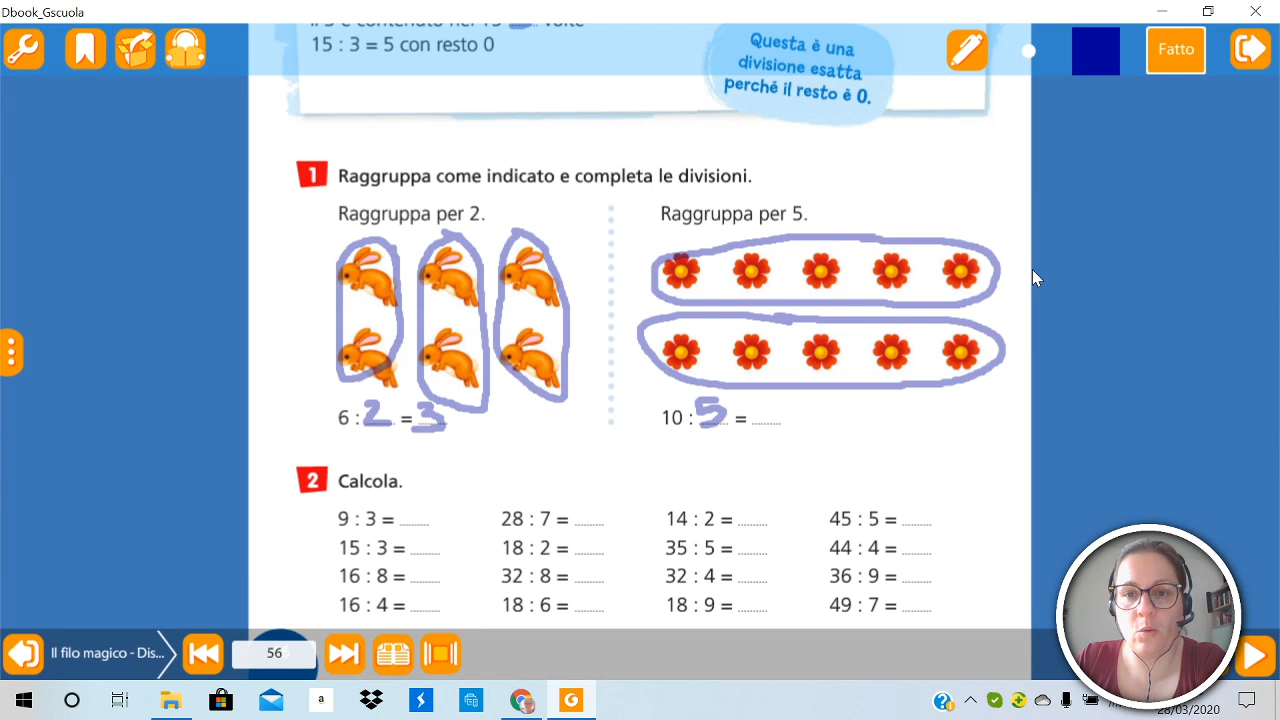 Dbook_Gscuola
15 : 3 = 5 con resto 0
Questa è una
divisione esatta
perché il resto è 0.
Fatto
1 Raggruppa come indicato e completa le divisioni.
Raggruppa per 2.
6 : 2 = 3
Raggruppa per 5.
10 : 5 = ........
2 Calcola.
9 : 3 = ........ 28 : 7 = ........ 14 : 2 = ........ 45 : 5 = ........
15 : 3 = ........ 18 : 2 = ........ 35 : 5 = ........ 44 : 4 = ........
16 : 8 = ........ 32 : 8 = ........ 32 : 4 = ........ 36 : 9 = ........
16 : 4 = ........ 18 : 6 = ........ 18 : 9 = ........ 49 : 7 = ........
Il filo magico - Dis...
56
28/03/2020